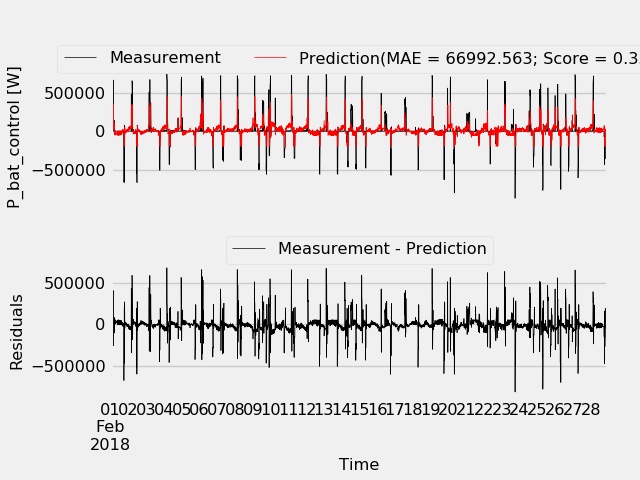 Measurement Prediction(MAE = 66992.563; Score = 0.3
P_bat_control [W]
500000
0
−500000
Measurement - Prediction
Residuals
500000
0
−500000
01020304050607080910111213141516171819202122232425262728
Feb
2018
Time